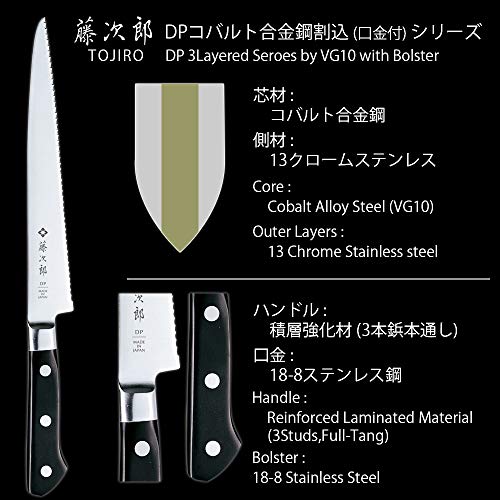 藤次郎
TOJIRO
DPコバルト合金鋼割込(口金付)シリーズ
DP 3Layered Seroes by VG10 with Bolster
芯材 :
コバルト合金鋼
側材 :
13クロームステンレス
Core :
Cobalt Alloy Steel (VG10)
Outer Layers :
13 Chrome Stainless steel
藤次郎
DP
MADE IN
JAPAN
次郎
DP
MADE
IN
JAPAN
ハンドル :
積層強化材 (3本鋲本通し)
口金 :
18-8ステンレス鋼
Handle :
Reinforced Laminated Material
(3Studs,Full-Tang)
Bolster :
18-8 Stainless Steel